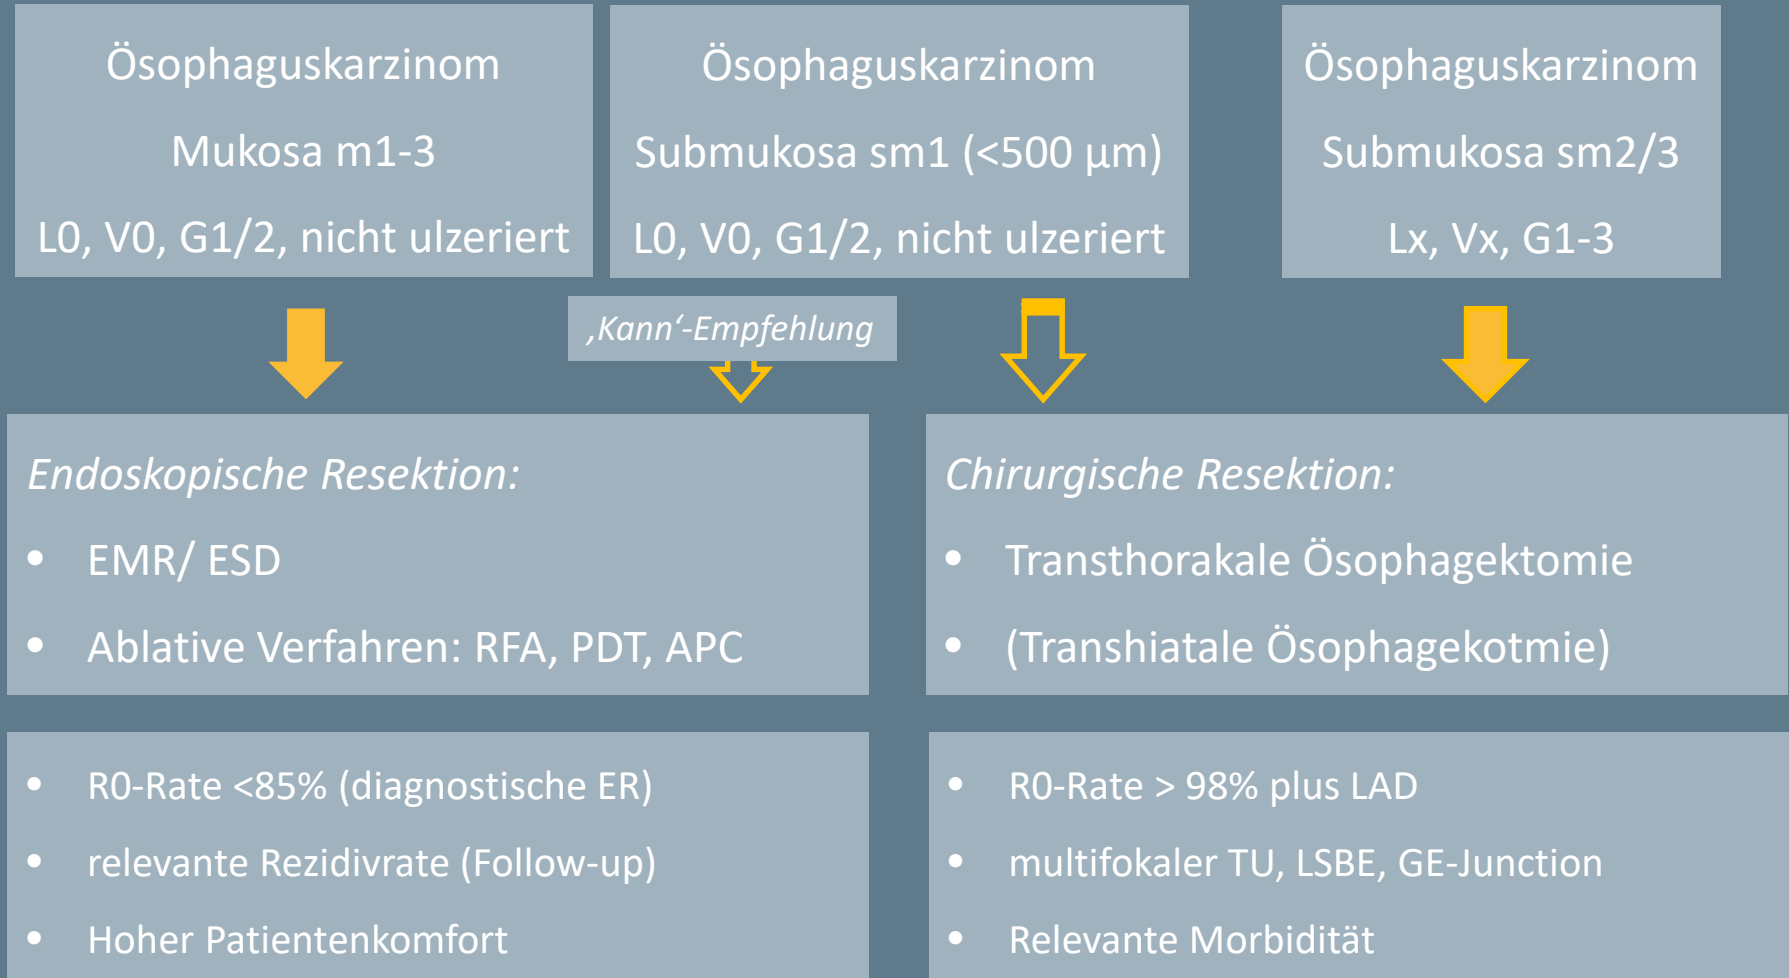 Ösophaguskarzinom
Mukosa m1-3
L0, V0, G1/2, nicht ulzeriert
Ösophaguskarzinom
Submukosa sm1 (<500 µm)
L0, V0, G1/2, nicht ulzeriert
Ösophaguskarzinom
Submukosa sm2/3
Lx, Vx, G1-3
‚Kann‘-Empfehlung
Endoskopische Resektion:
• EMR/ ESD
• Ablative Verfahren: RFA, PDT, APC
Chirurgische Resektion:
• Transthorakale Ösophagektomie
• (Transhiatale Ösophagekotmie)
• R0-Rate <85% (diagnostische ER)
• relevante Rezidivrate (Follow-up)
• Hoher Patientenkomfort
• R0-Rate > 98% plus LAD
• multifokaler TU, LSBE, GE-Junction
• Relevante Morbidität